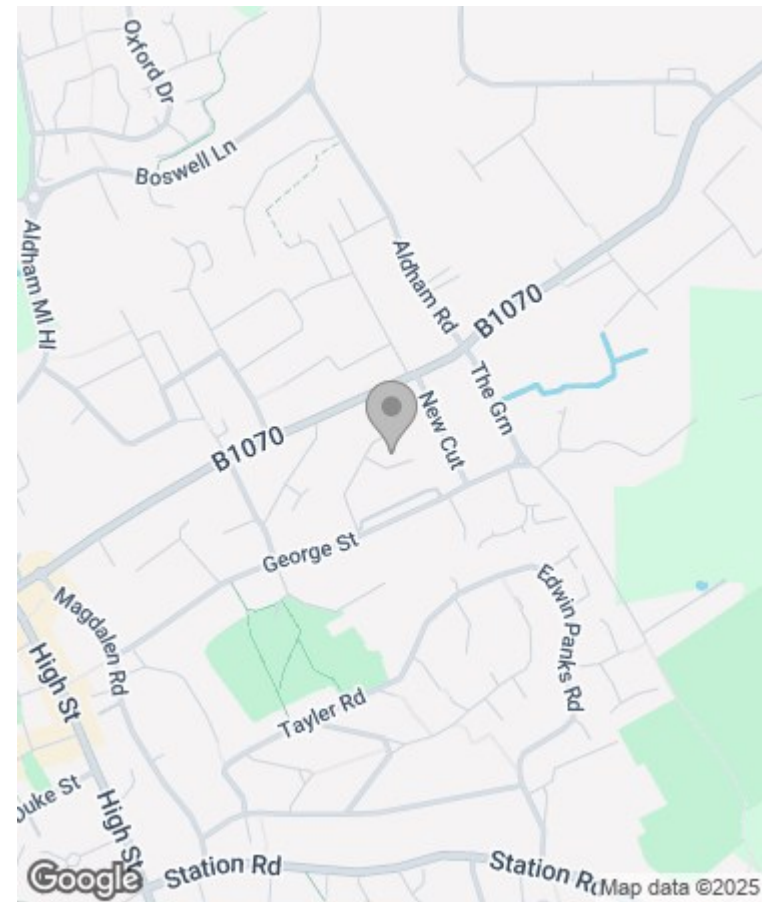 Oxford Dr
Boswell Ln
Aldham Ml Hl
Aldham Rd
B1070
The Grn
New Cut
B1070
George St
Edwin Panks Rd
Magdalen Rd
High St
Tayler Rd
Duke St
High St
Station Rd
Station Rd
Google
Map data ©2025